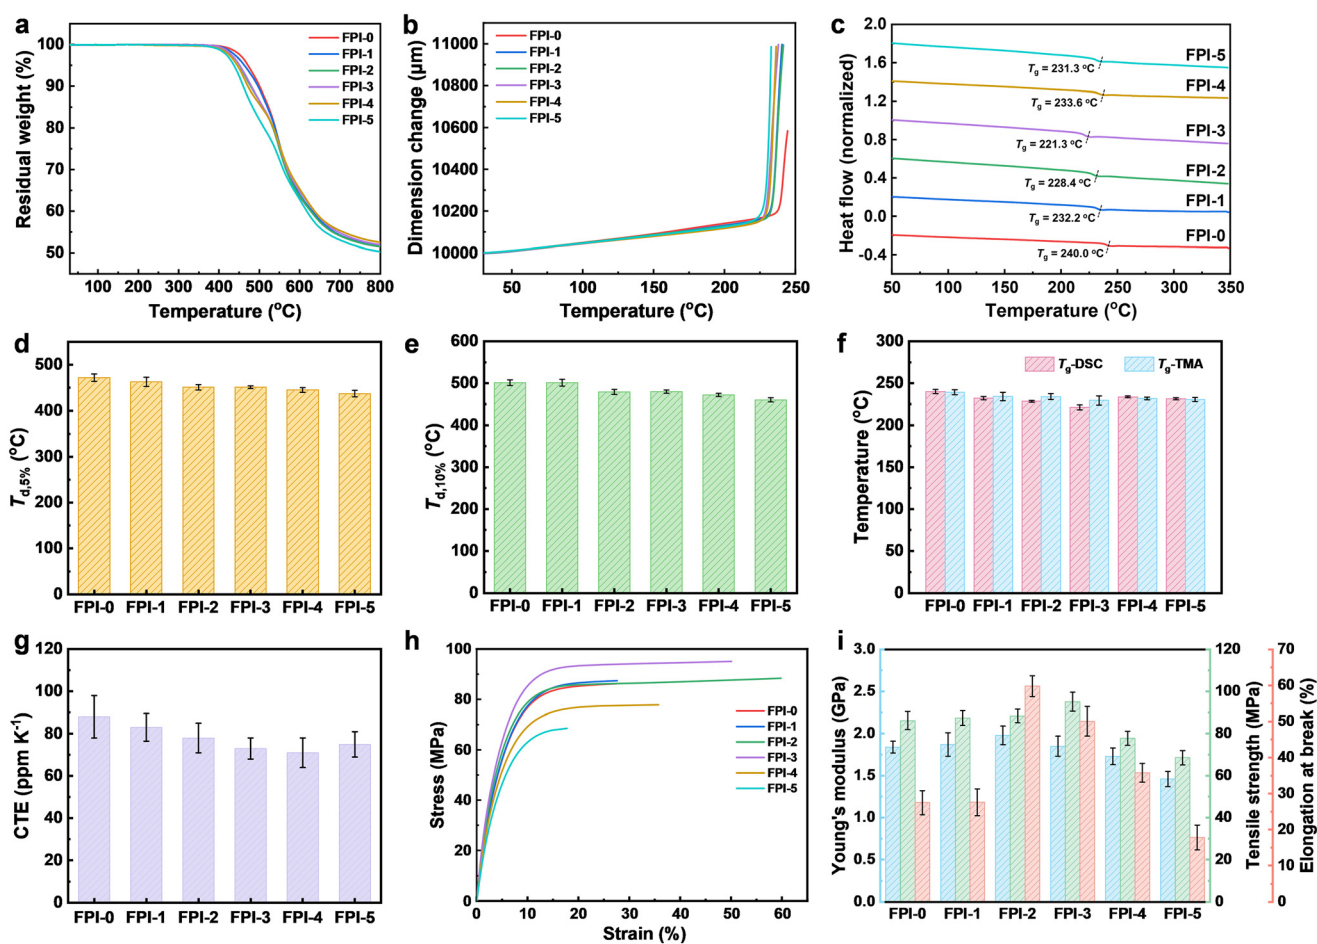 a
Residual weight (%)
100
90
80
70
60
50
100 200 300 400 500 600 700 800
Temperature (°C)
FPI-0
FPI-1
FPI-2
FPI-3
FPI-4
FPI-5
b
Dimension change (μm)
11000
10800
10600
10400
10200
10000
50 100 150 200 250
Temperature (°C)
FPI-0
FPI-1
FPI-2
FPI-3
FPI-4
FPI-5
c
Heat flow (normalized)
2.0
1.6
1.2
0.8
0.4
0.0
-0.4
50 100 150 200 250 300 350
Temperature (°C)
FPI-5
Tg = 231.3 °C
FPI-4
Tg = 233.6 °C
FPI-3
Tg = 221.3 °C
FPI-2
Tg = 228.4 °C
FPI-1
Tg = 232.2 °C
FPI-0
Tg = 240.0 °C
d
Td,5% (°C)
500
400
300
200
100
0
FPI-0 FPI-1 FPI-2 FPI-3 FPI-4 FPI-5
e
Td,10% (°C)
600
500
400
300
200
100
0
FPI-0 FPI-1 FPI-2 FPI-3 FPI-4 FPI-5
f
Temperature (°C)
300
250
200
150
100
50
0
Tg-DSC Tg-TMA
FPI-0 FPI-1 FPI-2 FPI-3 FPI-4 FPI-5
g
CTE (ppm K-1)
120
100
80
60
40
20
0
FPI-0 FPI-1 FPI-2 FPI-3 FPI-4 FPI-5
h
Stress (MPa)
100
80
60
40
20
0
0 10 20 30 40 50 60
Strain (%)
FPI-0
FPI-1
FPI-2
FPI-3
FPI-4
FPI-5
i
Young's modulus (GPa)
3.0
2.5
2.0
1.5
1.0
0.5
0.0
FPI-0 FPI-1 FPI-2 FPI-3 FPI-4 FPI-5
120
100
80
60
40
20
0
Tensile strength (MPa)
70
60
50
40
30
20
10
0
Elongation at break (%)